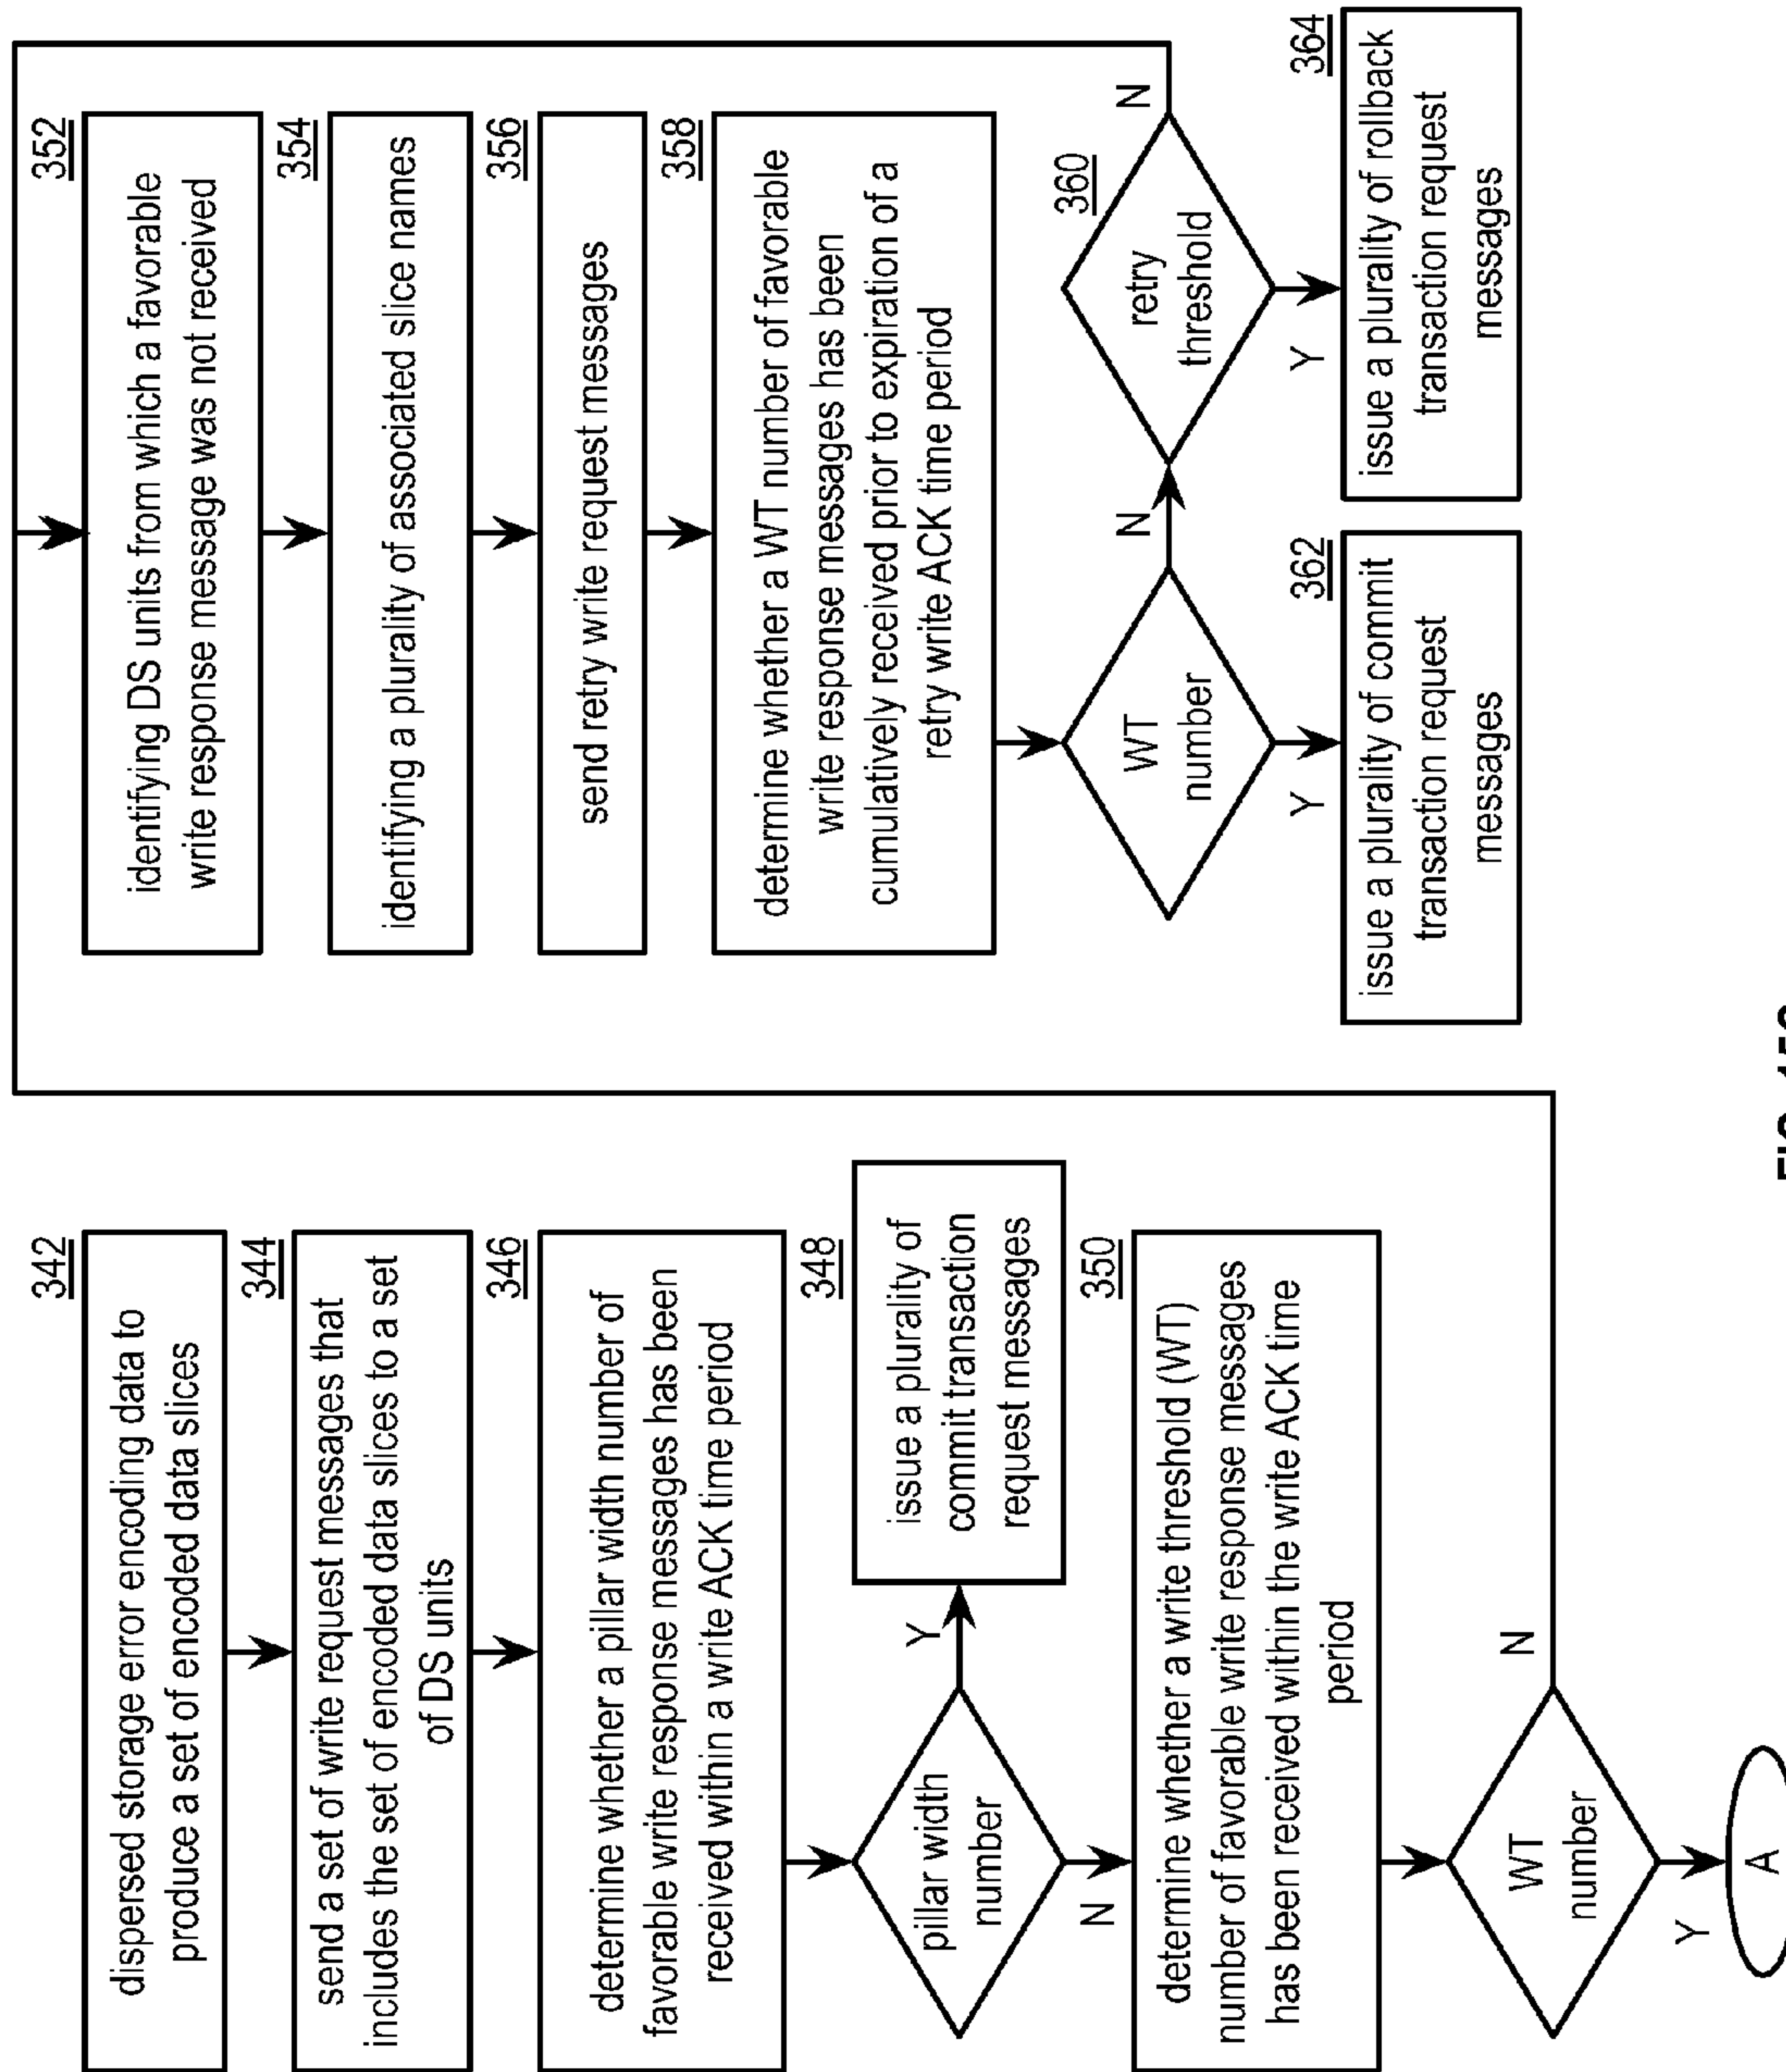 342
dispersed storage error encoding data to
produce a set of encoded data slices
344
send a set of write request messages that
includes the set of encoded data slices to a set
of DS units
346
determine whether a pillar width number of
favorable write response messages has been
received within a write ACK time period
pillar width
number
Y
N
348
issue a plurality of
commit transaction
request messages
350
determine whether a write threshold (WT)
number of favorable write response messages
has been received within the write ACK time
period
WT
number
N
Y
A
352
identifying DS units from which a favorable
write response message was not received
354
identifying a plurality of associated slice names
356
send retry write request messages
358
determine whether a WT number of favorable
write response messages has been
cumulatively received prior to expiration of a
retry write ACK time period
WT
number
N
Y
360
retry
threshold
N
Y
362
issue a plurality of commit
transaction request
messages
364
issue a plurality of rollback
transaction request
messages